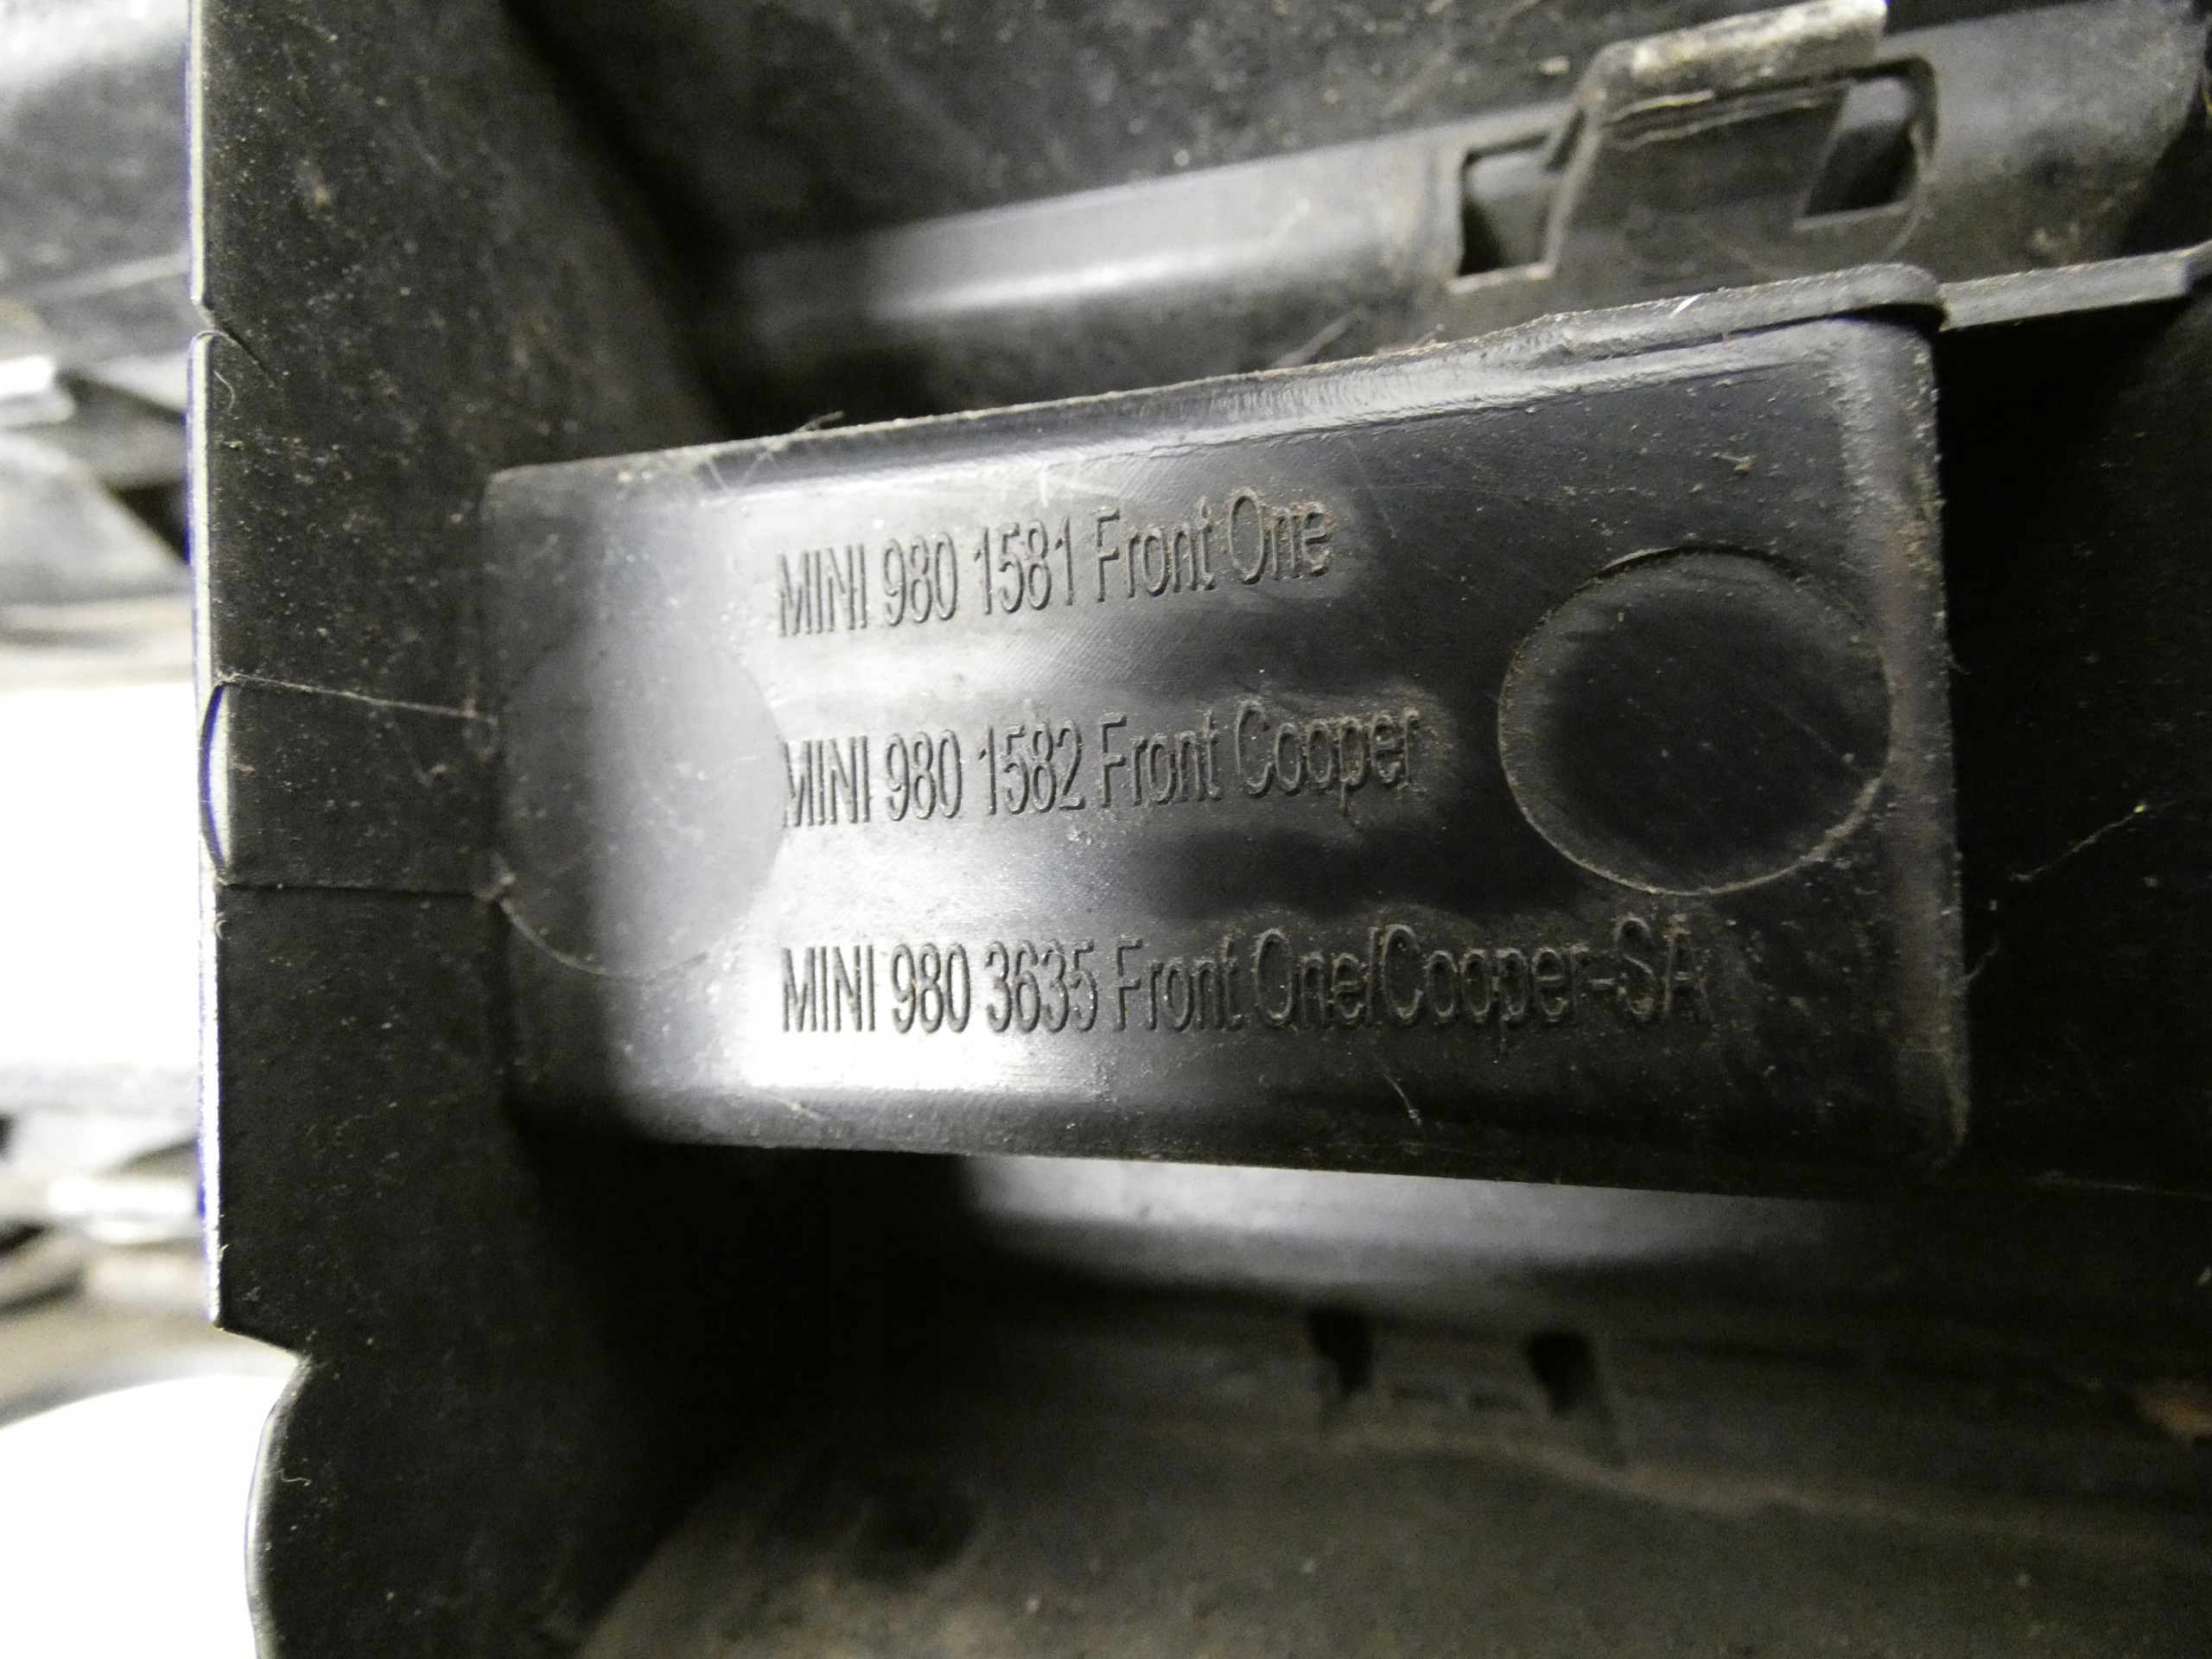 MINI 980 1581 Front One
MINI 980 1582 Front Cooper
MINI 980 3635 Front One/Cooper-SA